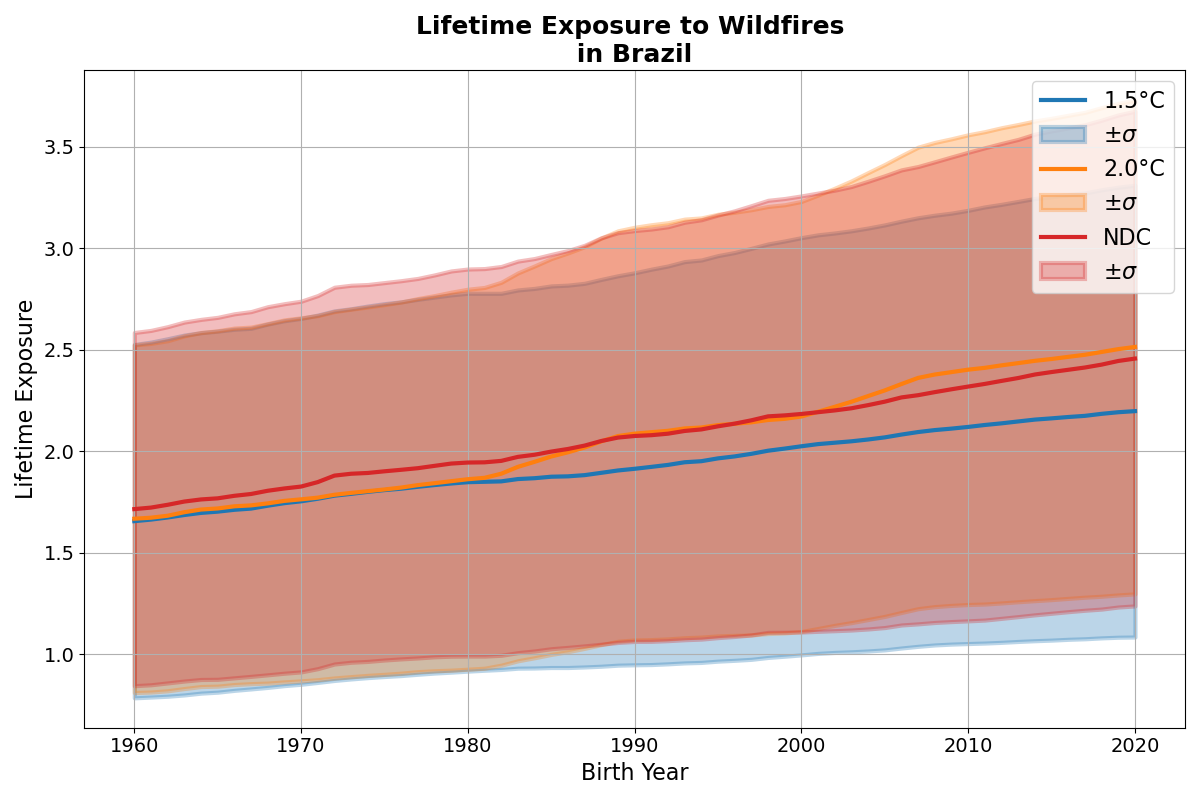 Lifetime Exposure to Wildfires
in Brazil
1.5°C
±σ
2.0°C
±σ
NDC
±σ
Lifetime Exposure
3.5
3.0
2.5
2.0
1.5
1.0
1960 1970 1980 1990 2000 2010 2020
Birth Year